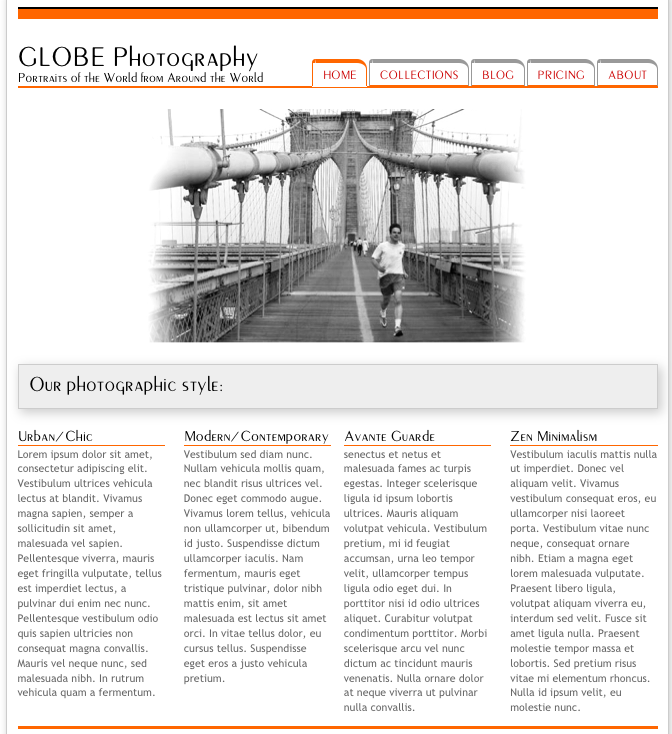 GLOBE Photography
Portraits of the World from Around the World
HOME COLLECTIONS BLOG PRICING ABOUT
Our photographic style:
Urban/Chic
Lorem ipsum dolor sit amet,
consectetur adipiscing elit.
Vestibulum ultrices vehicula
lectus at blandit. Vivamus
magna sapien, semper a
sollicitudin sit amet,
malesuada vel sapien.
Pellentesque viverra, mauris
eget fringilla vulputate, tellus
est imperdiet lectus, a
pulvinar dui enim nec nunc.
Pellentesque vestibulum odio
quis sapien ultricies non
consequat magna convallis.
Mauris vel neque nunc, sed
malesuada nibh. In rutrum
vehicula quam a fermentum.
Modern/Contemporary
Vestibulum sed diam nunc.
Nullam vehicula mollis quam,
nec blandit risus ultrices vel.
Donec eget commodo augue.
Vivamus lorem tellus, vehicula
non ullamcorper ut, bibendum
id justo. Suspendisse dictum
ullamcorper iaculis. Nam
fermentum, mauris eget
tristique pulvinar, dolor nibh
mattis enim, sit amet
malesuada est lectus sit amet
orci. In vitae tellus dolor, eu
cursus tellus. Suspendisse
eget eros a justo vehicula
pretium.
Avante Guarde
senectus et netus et
malesuada fames ac turpis
egestas. Integer scelerisque
ligula id ipsum lobortis
ultrices. Mauris aliquam
volutpat vehicula. Vestibulum
pretium, mi id feugiat
accumsan, urna leo tempor
velit, ullamcorper tempus
ligula odio eget dui. In
porttitor nisi id odio ultrices
aliquet. Curabitur volutpat
condimentum porttitor. Morbi
scelerisque arcu vel nunc
dictum ac tincidunt mauris
venenatis. Nulla ornare dolor
at neque viverra ut pulvinar
nulla convallis.
Zen Minimalism
Vestibulum iaculis mattis nulla
ut imperdiet. Donec vel
aliquam velit. Vivamus
vestibulum consequat eros, eu
ullamcorper nisi laoreet
porta. Vestibulum vitae nunc
neque, consequat ornare
nibh. Etiam a magna eget
lorem malesuada vulputate.
Praesent libero ligula,
volutpat aliquam viverra eu,
interdum sed velit. Fusce sit
amet ligula nulla. Praesent
molestie tempor massa et
lobortis. Sed pretium risus
vitae mi elementum rhoncus.
Nulla id ipsum velit, eu
molestie nunc.